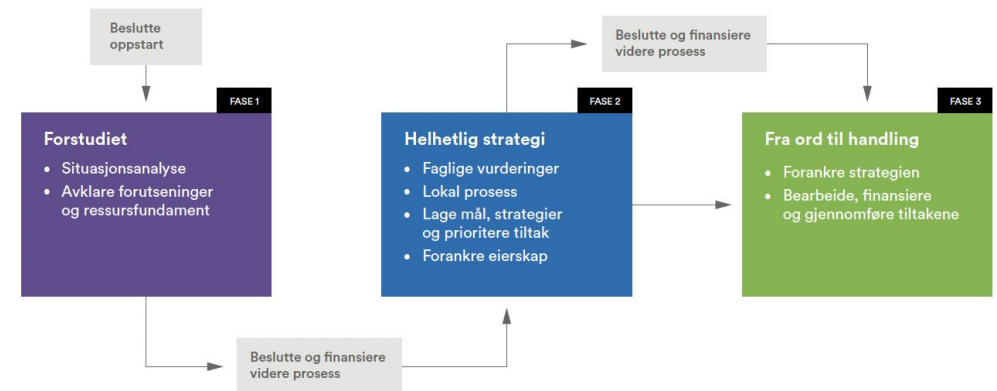 Beslutte
oppstart
FASE 1
Forstudiet
• Situasjonsanalyse
• Avklare forutseninger
og ressursfundament
Beslutte og finansiere
videre prosess
FASE 2
Helhetlig strategi
• Faglige vurderinger
• Lokal prosess
• Lage mål, strategier
og prioritere tiltak
• Forankre eierskap
Beslutte og finansiere
videre prosess
FASE 3
Fra ord til handling
• Forankre strategien
• Bearbeide, finansiere
og gjennomføre tiltakene